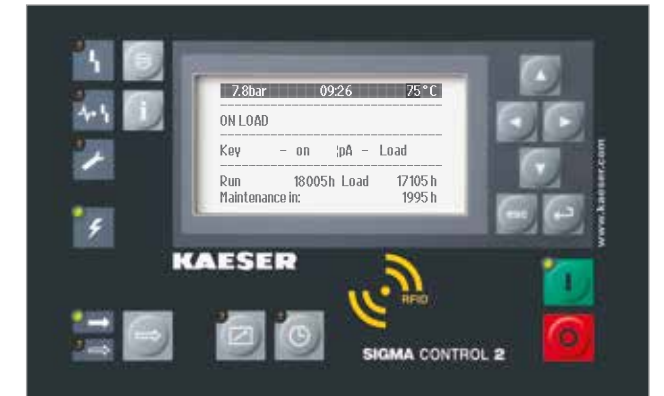 7.8bar 09:26 75°C
ON LOAD
Key – on ¦pA – Load
Run 18005h Load 17105h
Maintenance in: 1995h
esc
www.kaeser.com
KAESER
RFID
I
O
SIGMA CONTROL 2